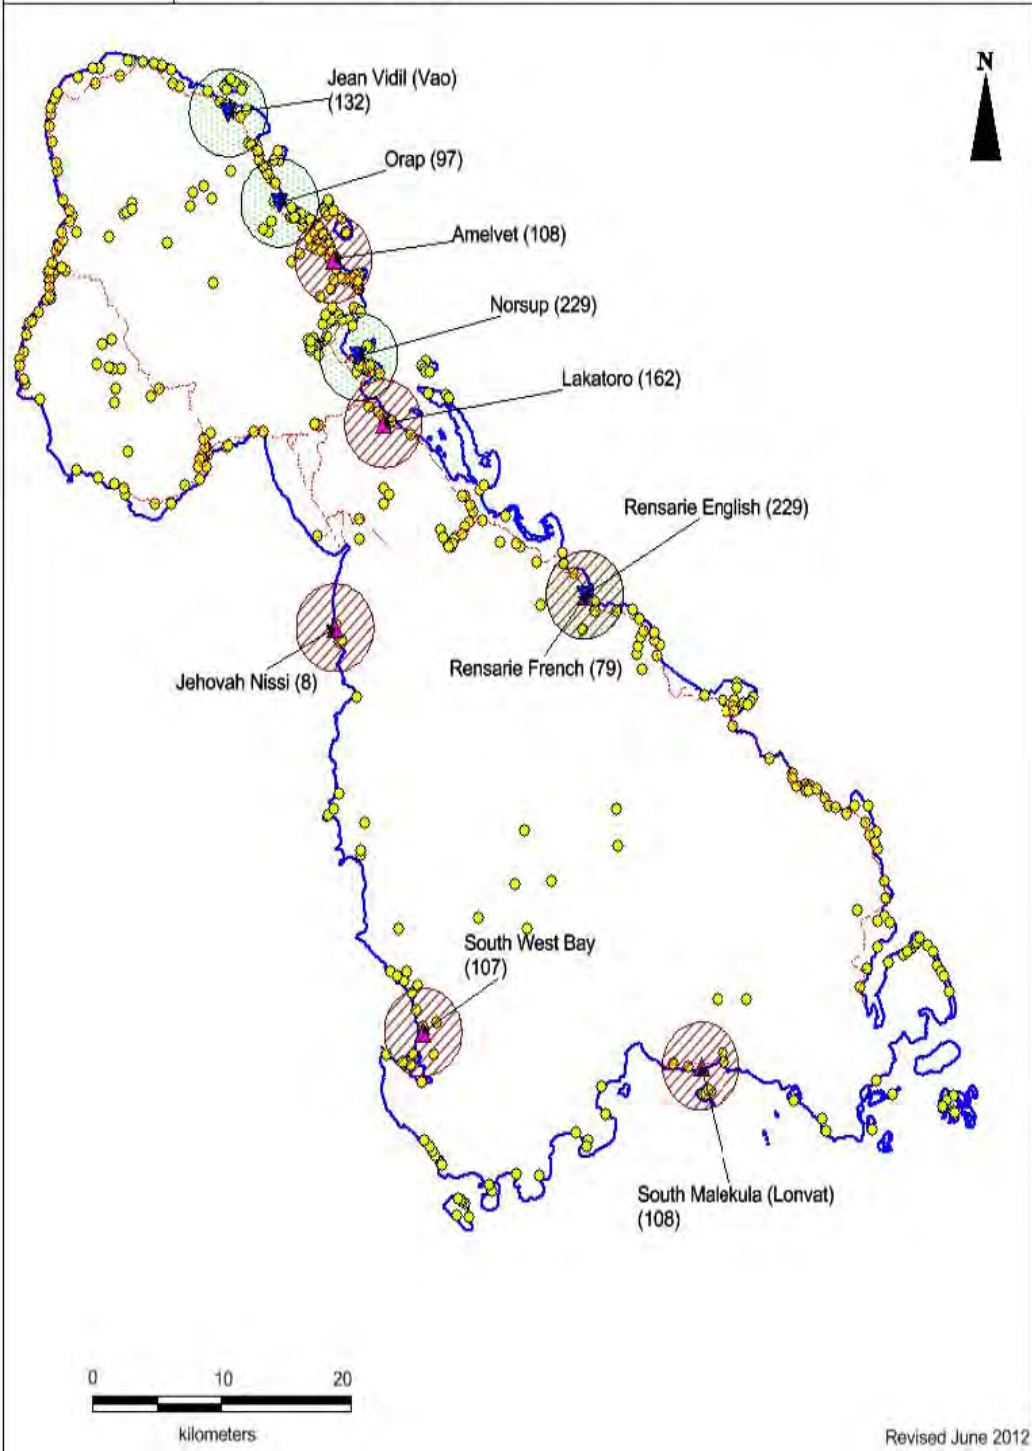 Jean Vidil (Vao)
(132)
N
Orap (97)
Amelvet (108)
Norsup (229)
Lakatoro (162)
Rensarie English (229)
Rensarie French (79)
Jehovah Nissi (8)
South West Bay
(107)
South Malekula (Lonvat)
(108)
0 10 20
kilometers
Revised June 2012